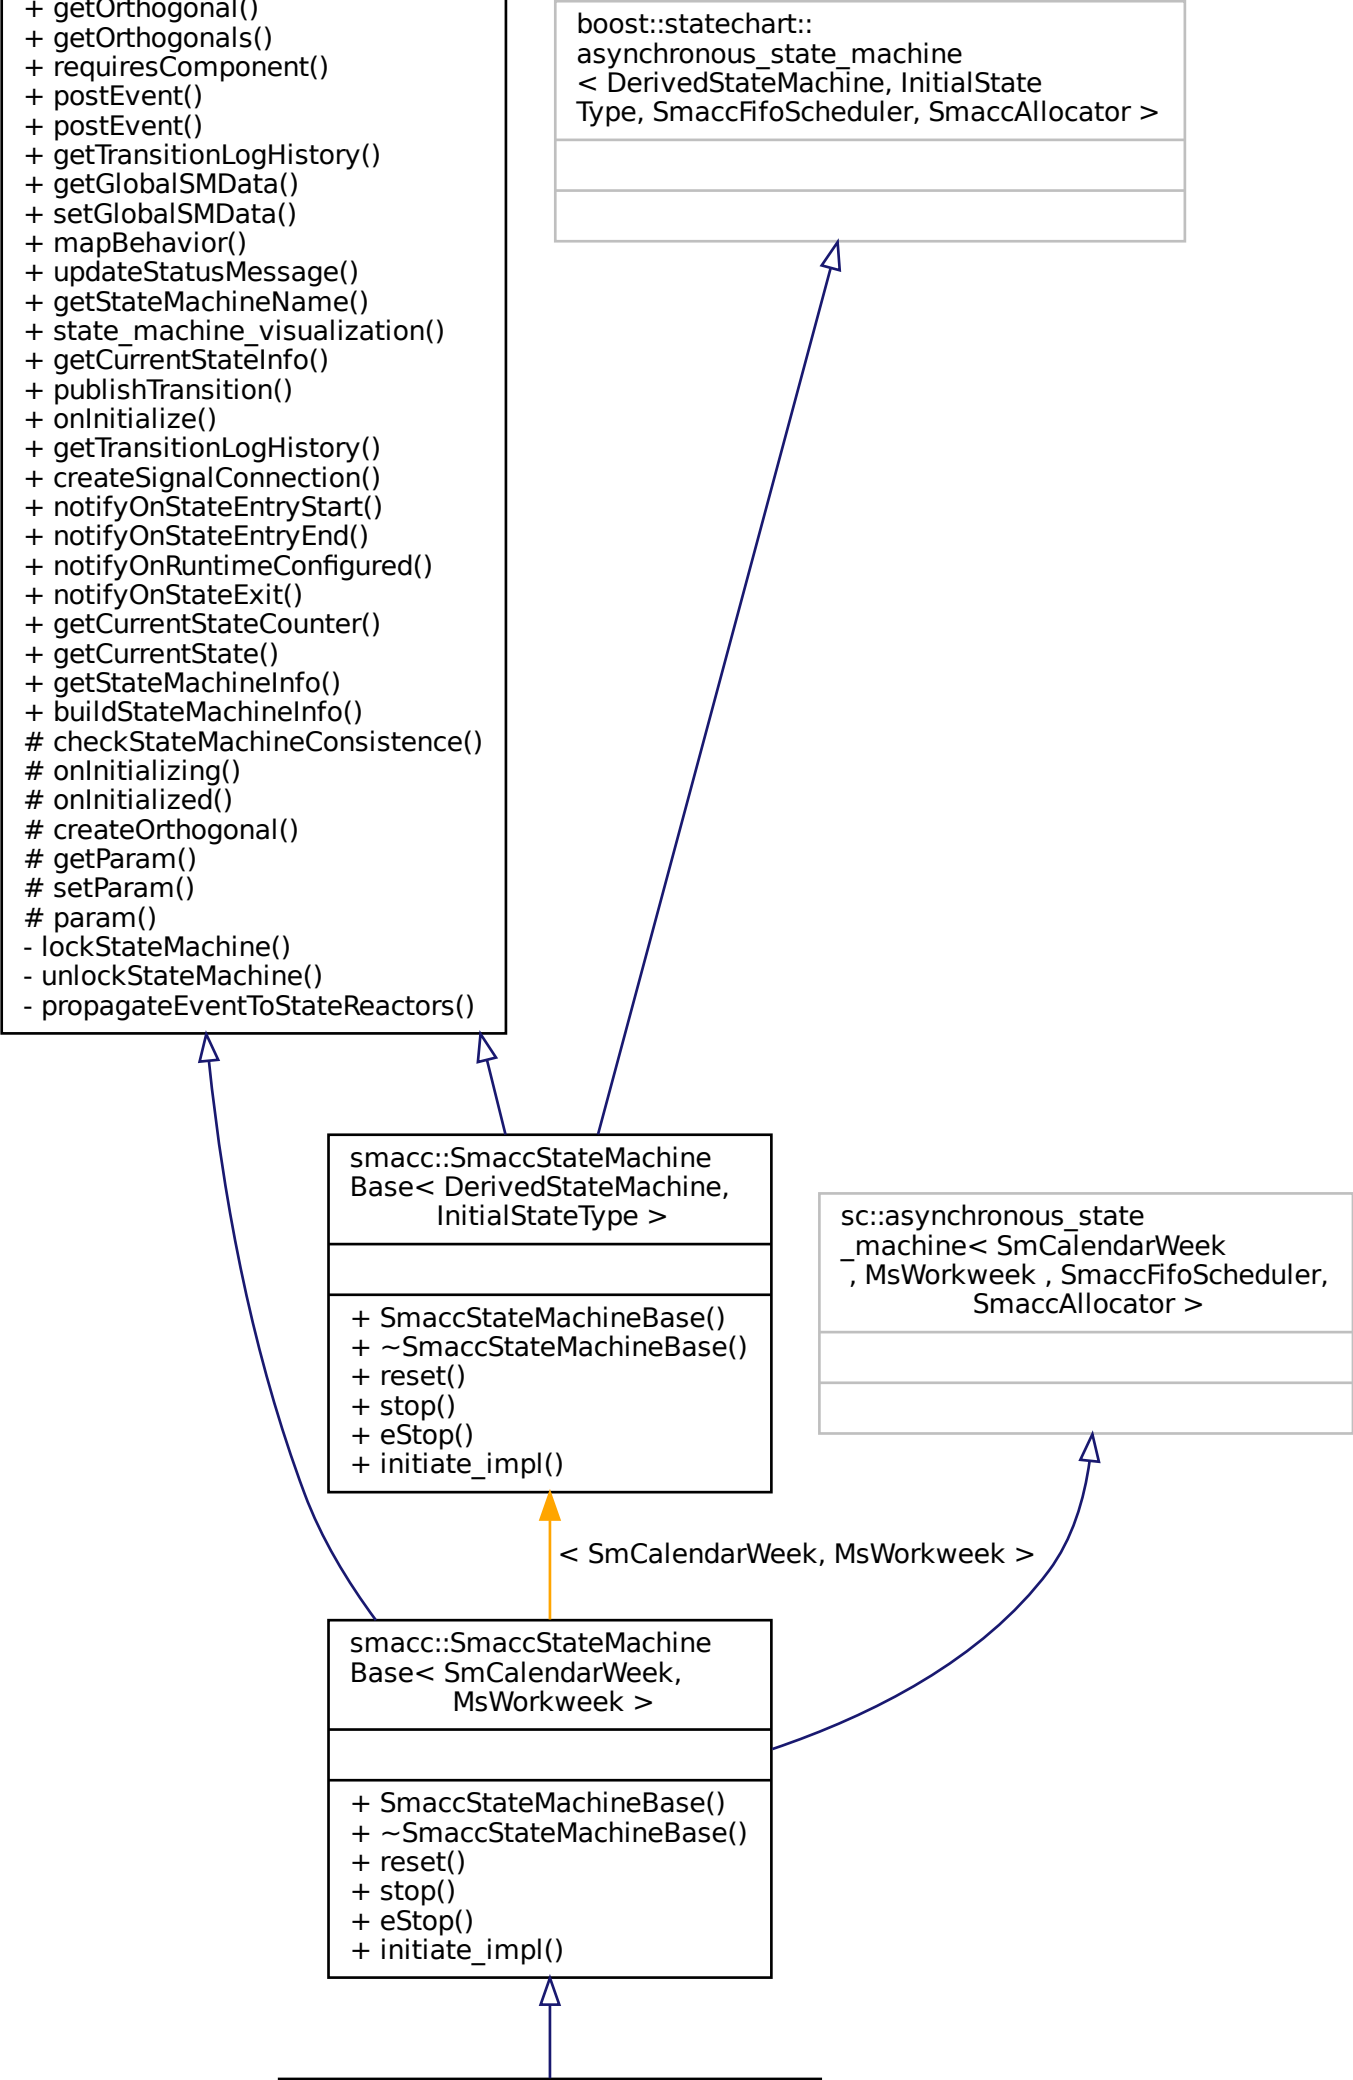 + getOrthogonal()
+ getOrthogonals()
+ requiresComponent()
+ postEvent()
+ postEvent()
+ getTransitionLogHistory()
+ getGlobalSMData()
+ setGlobalSMData()
+ mapBehavior()
+ updateStatusMessage()
+ getStateMachineName()
+ state_machine_visualization()
+ getCurrentStateInfo()
+ publishTransition()
+ onInitialize()
+ getTransitionLogHistory()
+ createSignalConnection()
+ notifyOnStateEntryStart()
+ notifyOnStateEntryEnd()
+ notifyOnRuntimeConfigured()
+ notifyOnStateExit()
+ getCurrentStateCounter()
+ getCurrentState()
+ getStateMachineInfo()
+ buildStateMachineInfo()
# checkStateMachineConsistence()
# onInitializing()
# onInitialized()
# createOrthogonal()
# getParam()
# setParam()
# param()
- lockStateMachine()
- unlockStateMachine()
- propagateEventToStateReactors()
boost::statechart::
asynchronous_state_machine
< DerivedStateMachine, InitialState
Type, SmaccFifoScheduler, SmaccAllocator >
smacc::SmaccStateMachine
Base< DerivedStateMachine,
InitialStateType >
+ SmaccStateMachineBase()
+ ~SmaccStateMachineBase()
+ reset()
+ stop()
+ eStop()
+ initiate_impl()
sc::asynchronous_state
_machine< SmCalendarWeek
, MsWorkweek , SmaccFifoScheduler,
SmaccAllocator >
< SmCalendarWeek, MsWorkweek >
smacc::SmaccStateMachine
Base< SmCalendarWeek,
MsWorkweek >
+ SmaccStateMachineBase()
+ ~SmaccStateMachineBase()
+ reset()
+ stop()
+ eStop()
+ initiate_impl()